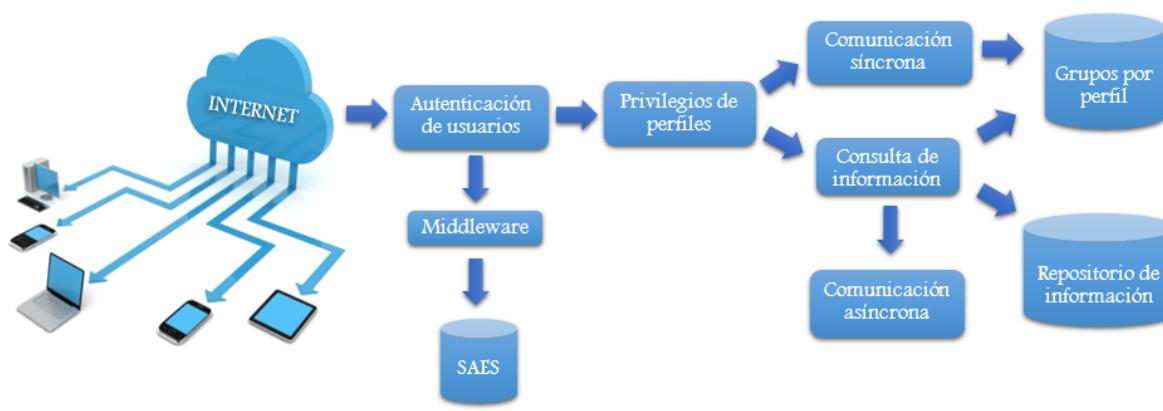 INTERNET
Autenticación
de usuarios
Privilegios de
perfiles
Comunicación
síncrona
Grupos por
perfil
Consulta de
información
Middleware
Comunicación
asíncrona
Repositorio de
información
SAES